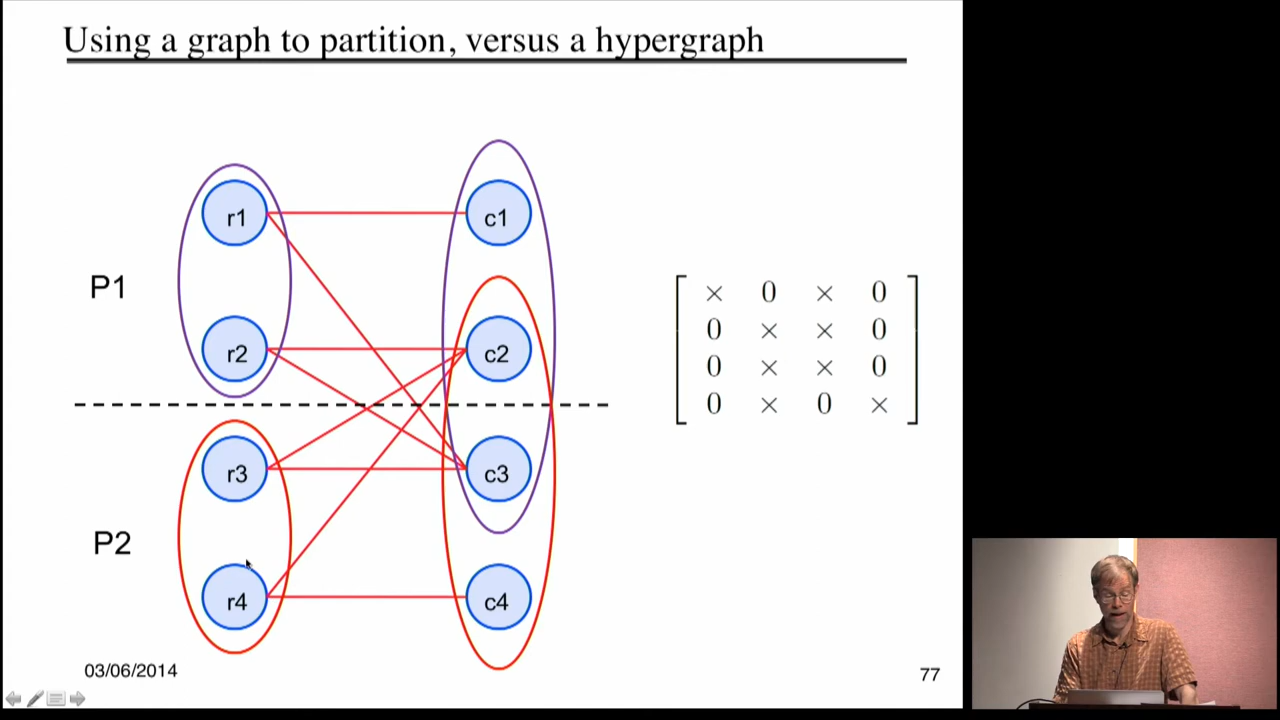 Using a graph to partition, versus a hypergraph
r1
c1
P1
r2
c2
r3
c3
P2
r4
c4
× 0 × 0
0 × × 0
0 × × 0
0 × 0 ×
03/06/2014
77